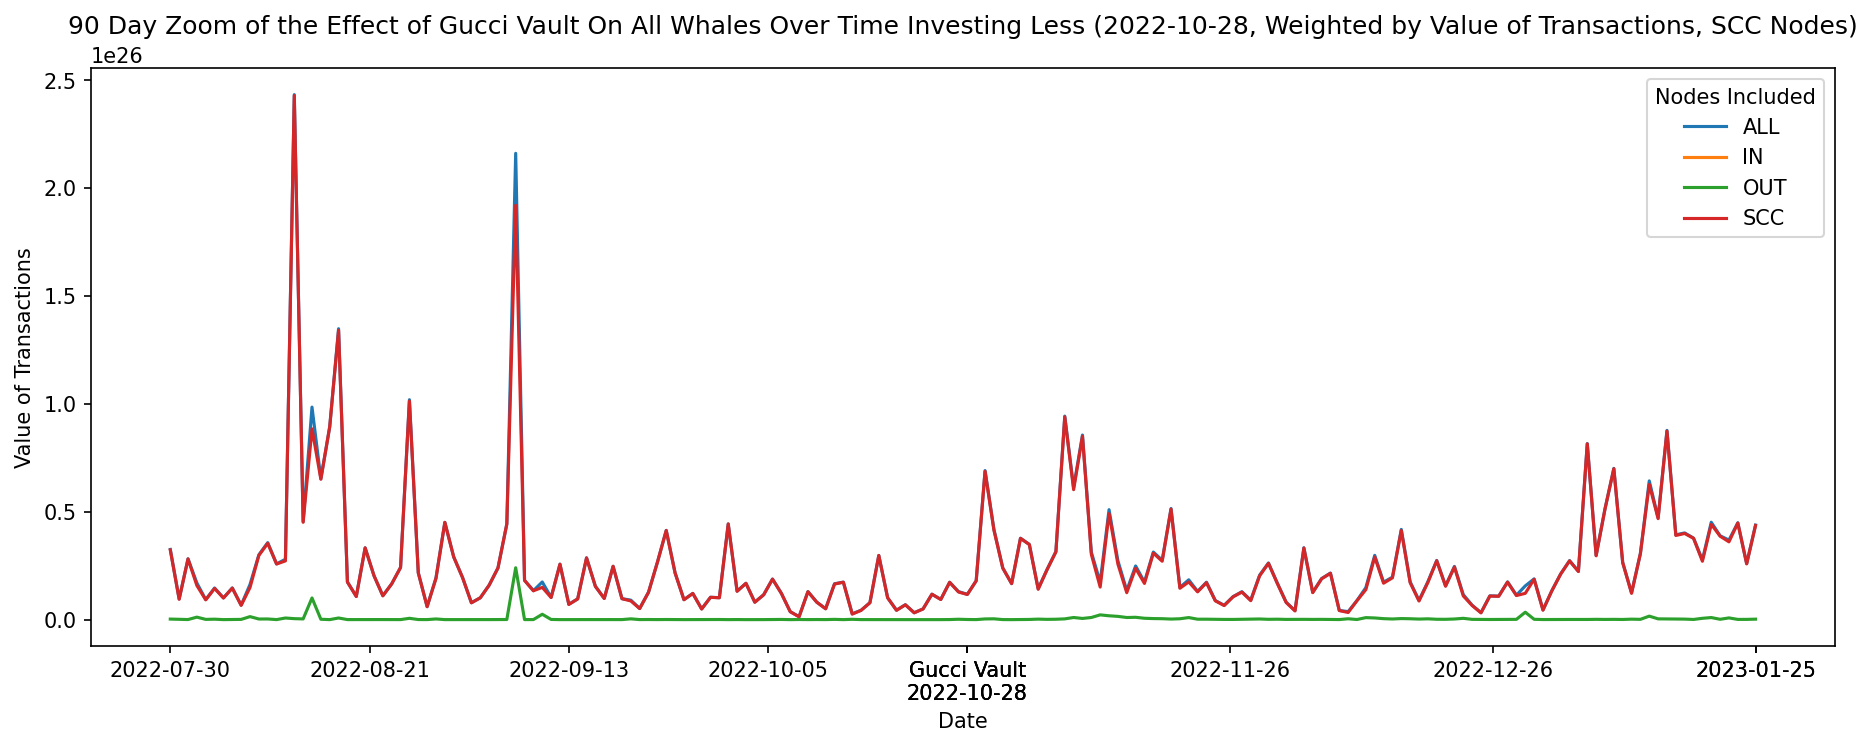 90 Day Zoom of the Effect of Gucci Vault On All Whales Over Time Investing Less (2022-10-28, Weighted by Value of Transactions, SCC Nodes)
1e26
2.5
2.0
1.5
1.0
0.5
0.0
Value of Transactions
Nodes Included
ALL
IN
OUT
SCC
2022-07-30
2022-08-21
2022-09-13
2022-10-05
Gucci Vault
2022-10-28
2022-11-26
2022-12-26
2023-01-25
Date